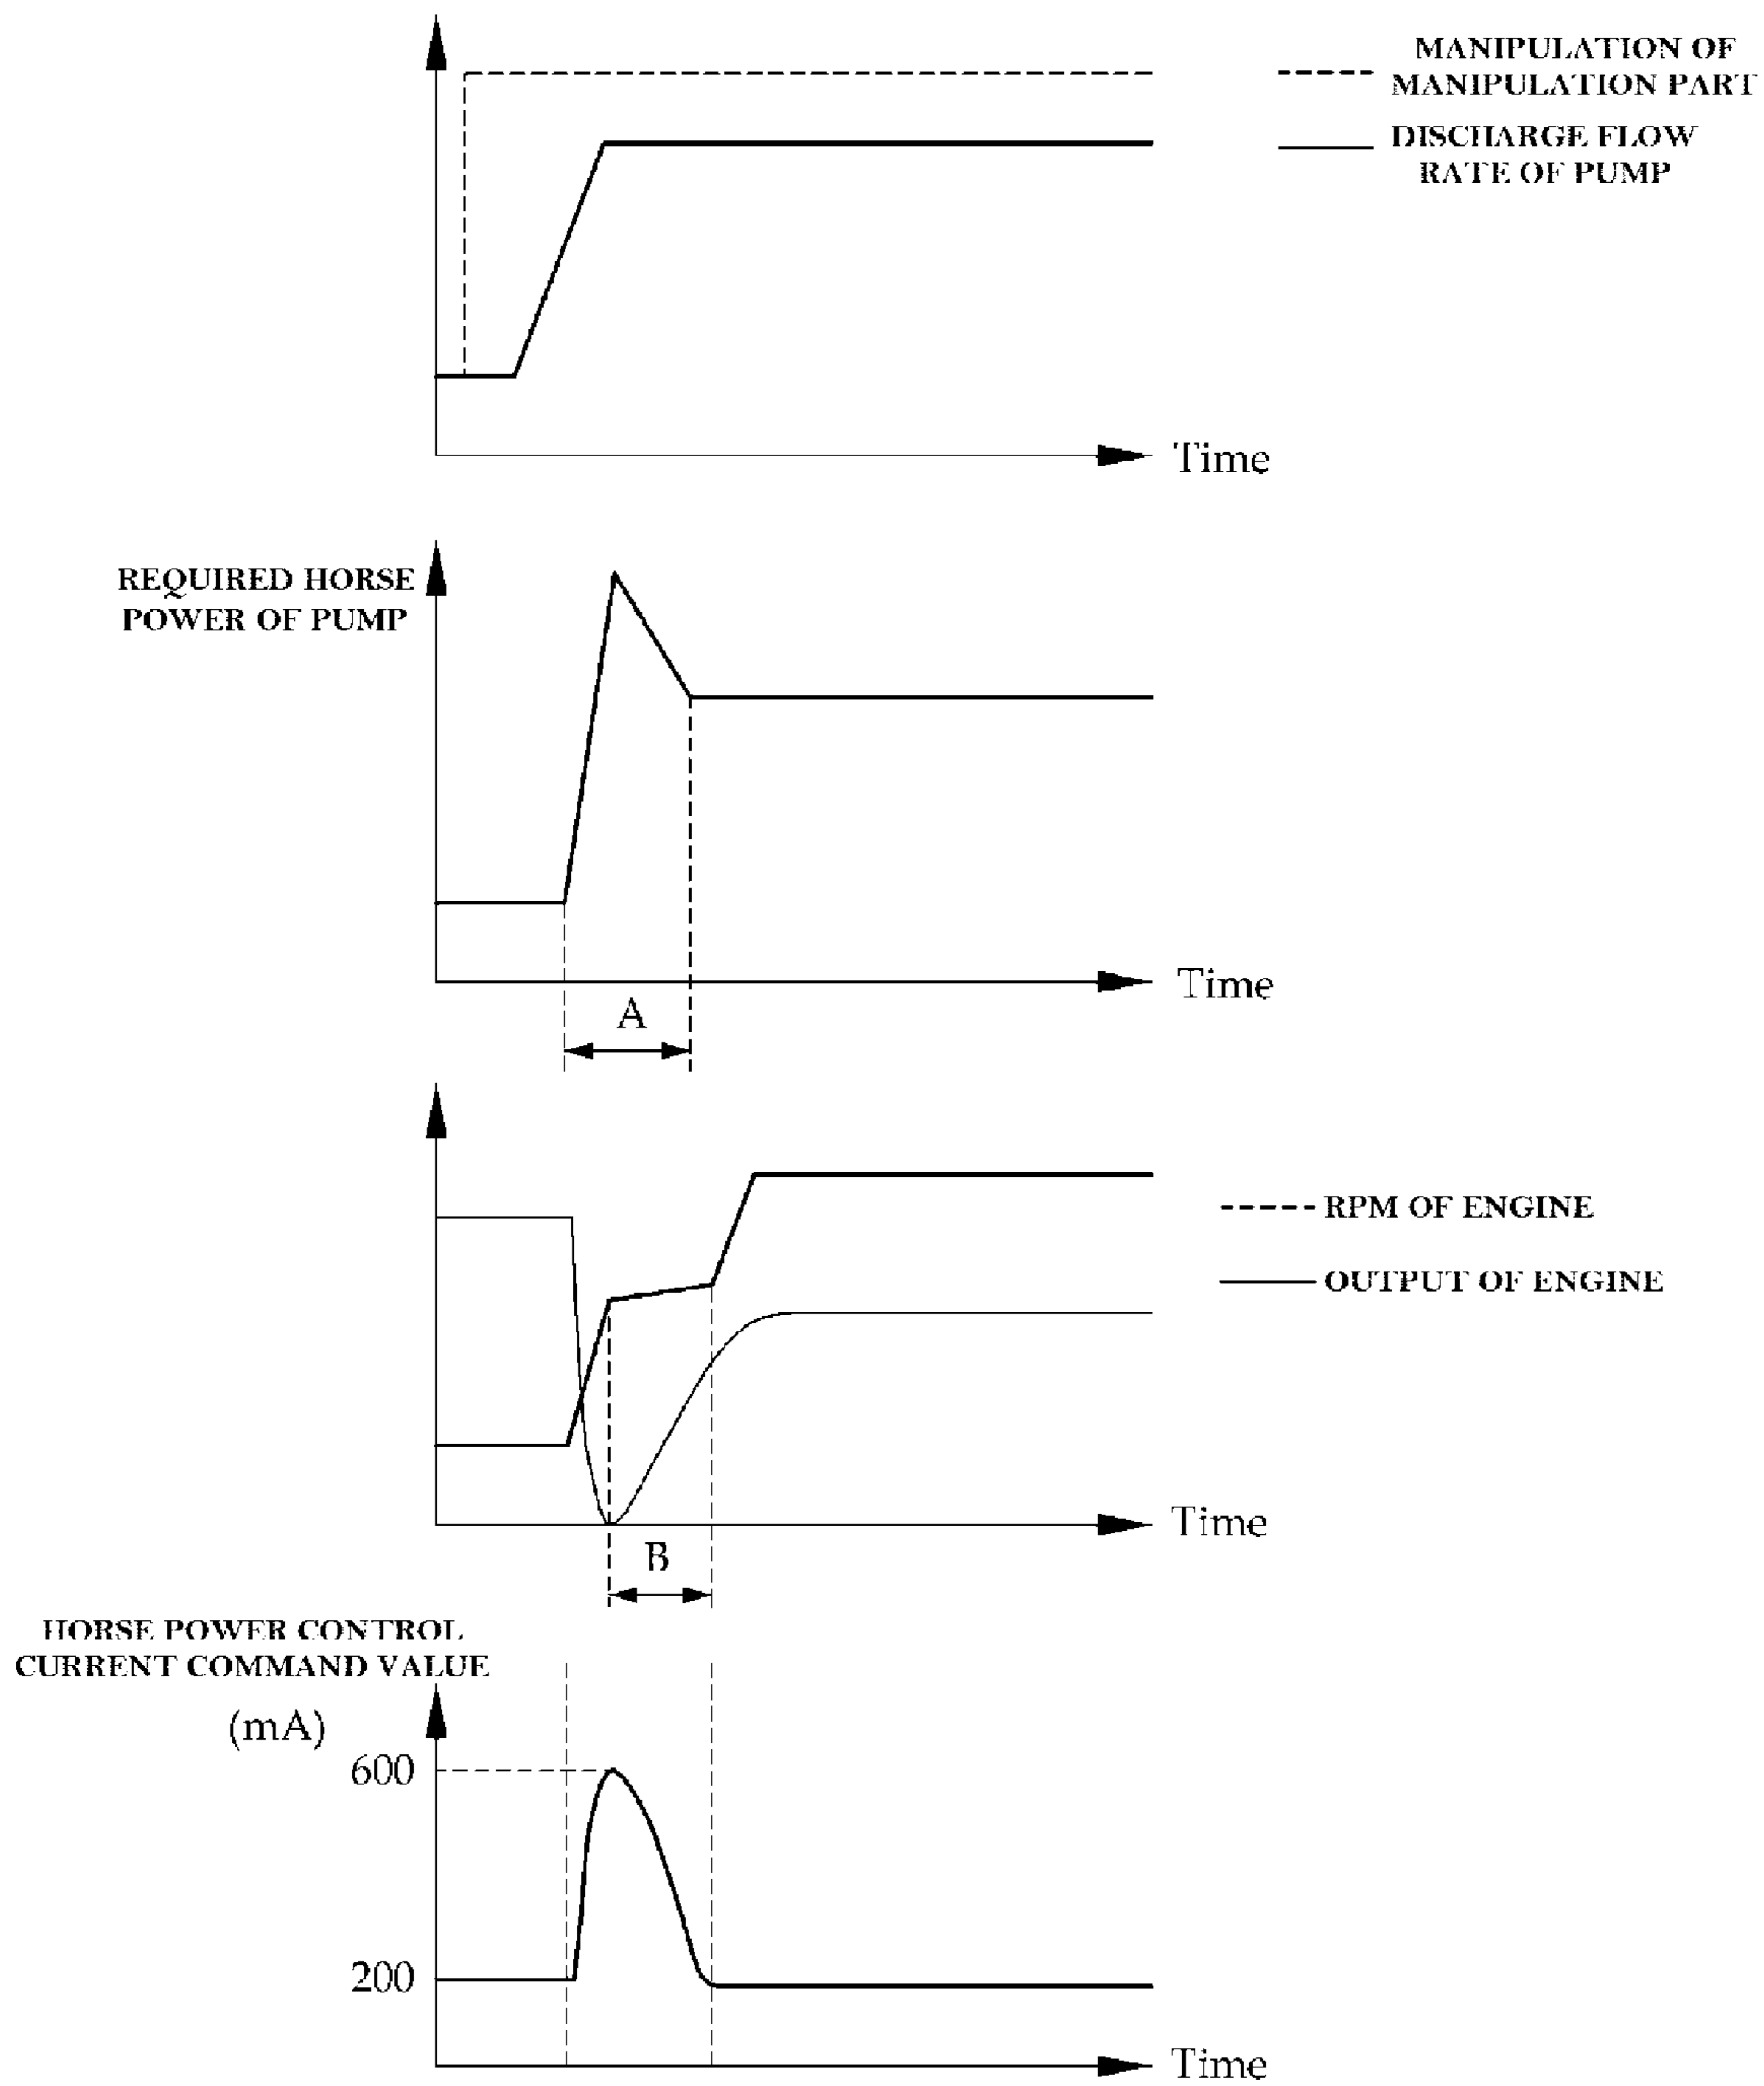 MANIPULATION OF
MANIPULATION PART
DISCHARGE FLOW
RATE OF PUMP
Time
REQUIRED HORSE
POWER OF PUMP
Time
A
RPM OF ENGINE
OUTPUT OF ENGINE
Time
B
HORSE POWER CONTROL
CURRENT COMMAND VALUE
(mA)
600
200
Time